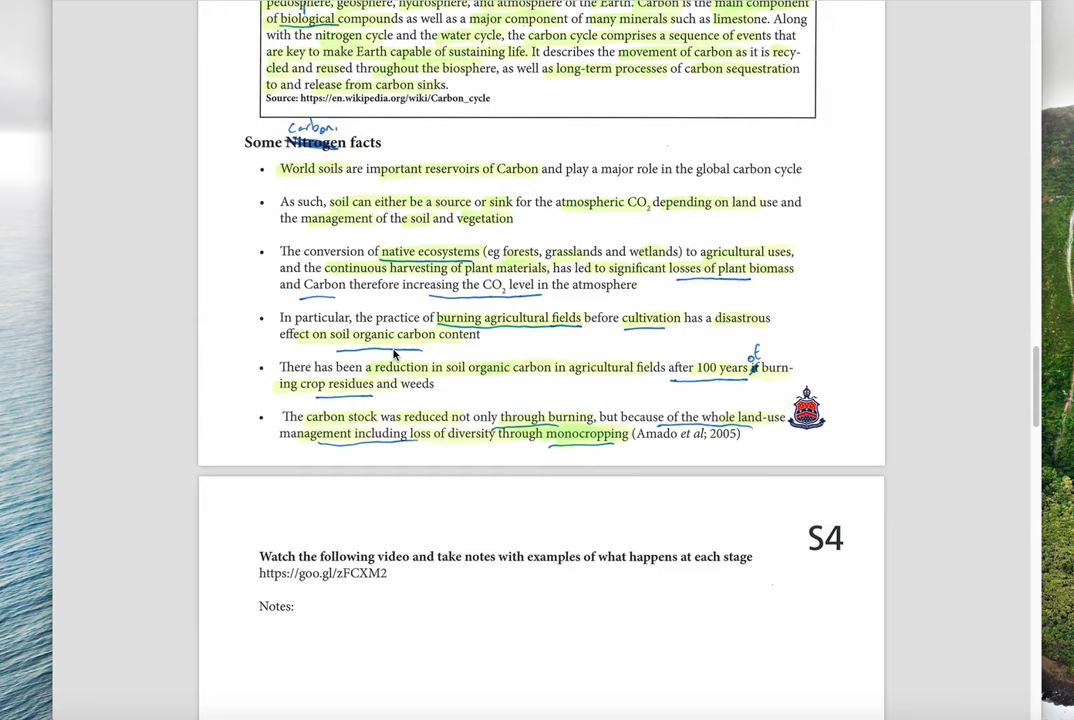 pedosphere, geosphere, hydrosphere, and atmosphere of the Earth. Carbon is the main component
of biological compounds as well as a major component of many minerals such as limestone. Along
with the nitrogen cycle and the water cycle, the carbon cycle comprises a sequence of events that
are key to make Earth capable of sustaining life. It describes the movement of carbon as it is recy-
cled and reused throughout the biosphere, as well as long-term processes of carbon sequestration
to and release from carbon sinks.
Source: https://en.wikipedia.org/wiki/Carbon_cycle
Carbon.
Some Nitrogen facts
• World soils are important reservoirs of Carbon and play a major role in the global carbon cycle
• As such, soil can either be a source or sink for the atmospheric CO₂ depending on land use and
the management of the soil and vegetation
• The conversion of native ecosystems (eg forests, grasslands and wetlands) to agricultural uses,
and the continuous harvesting of plant materials, has led to significant losses of plant biomass
and Carbon therefore increasing the CO₂ level in the atmosphere
• In particular, the practice of burning agricultural fields before cultivation has a disastrous
effect on soil organic carbon content
of
• There has been a reduction in soil organic carbon in agricultural fields after 100 years if burn-
ing crop residues and weeds
• The carbon stock was reduced not only through burning, but because of the whole land-use
management including loss of diversity through monocropping (Amado et al; 2005)
S4
Watch the following video and take notes with examples of what happens at each stage
https://goo.gl/zFCXM2
Notes: